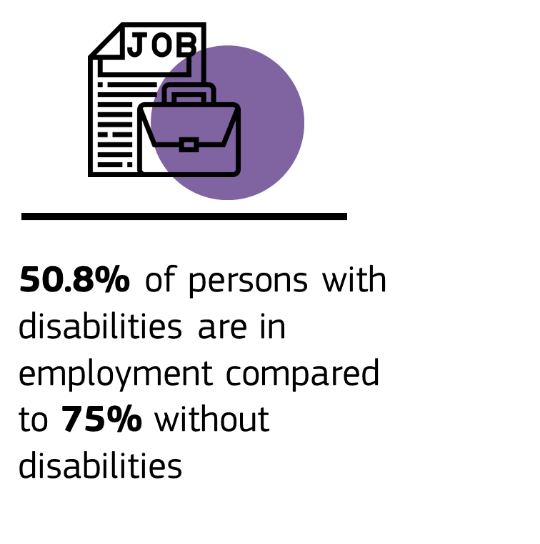 JOB
50.8% of persons with
disabilities are in
employment compared
to 75% without
disabilities